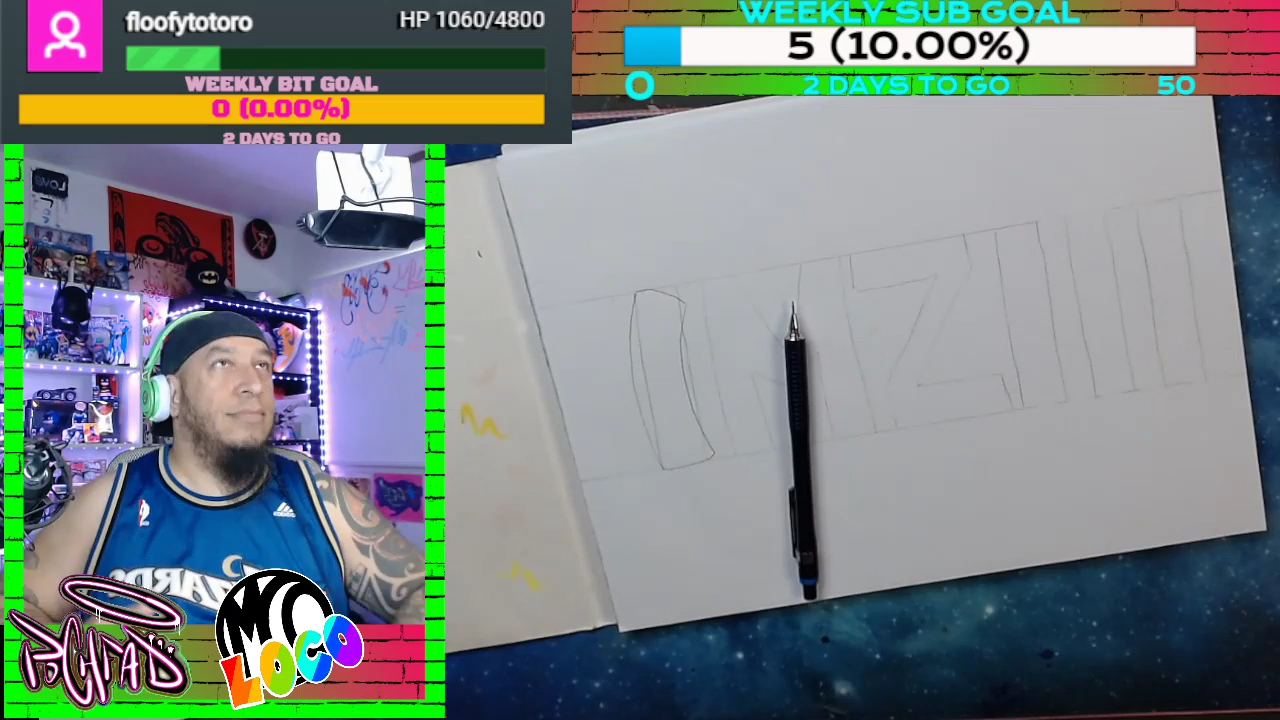 floofytotoro
HP 1060/4800
WEEKLY BIT GOAL
0 (0.00%)
2 DAYS TO GO
WEEKLY SUB GOAL
5 (10.00%)
0
2 DAYS TO GO
50
MC
LOCO